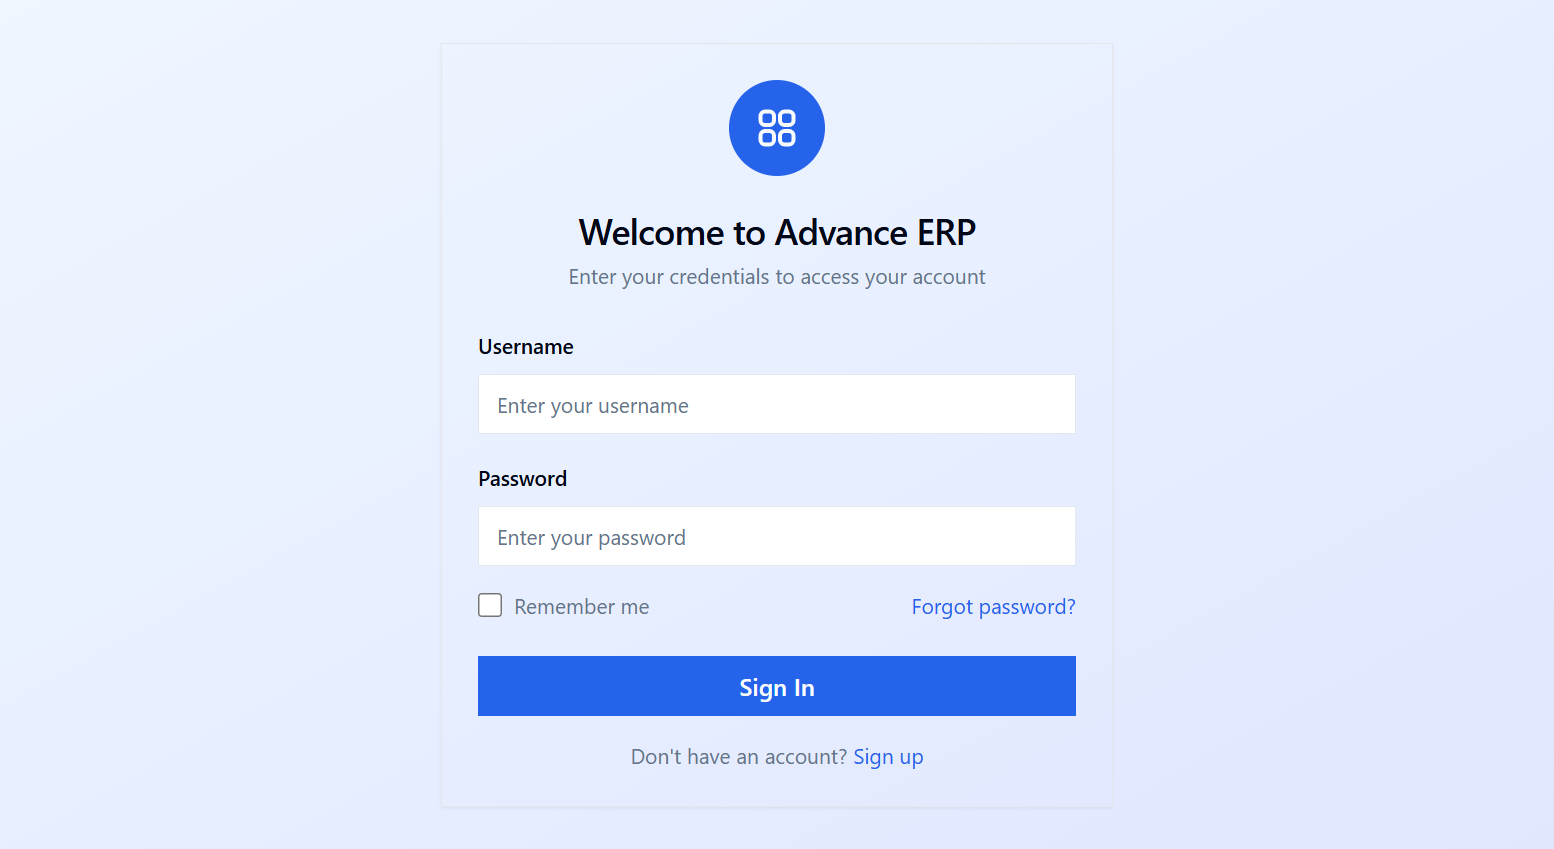 Welcome to Advance ERP
Enter your credentials to access your account
Username
Enter your username
Password
Enter your password
Remember me
Forgot password?
Sign In
Don't have an account? Sign up